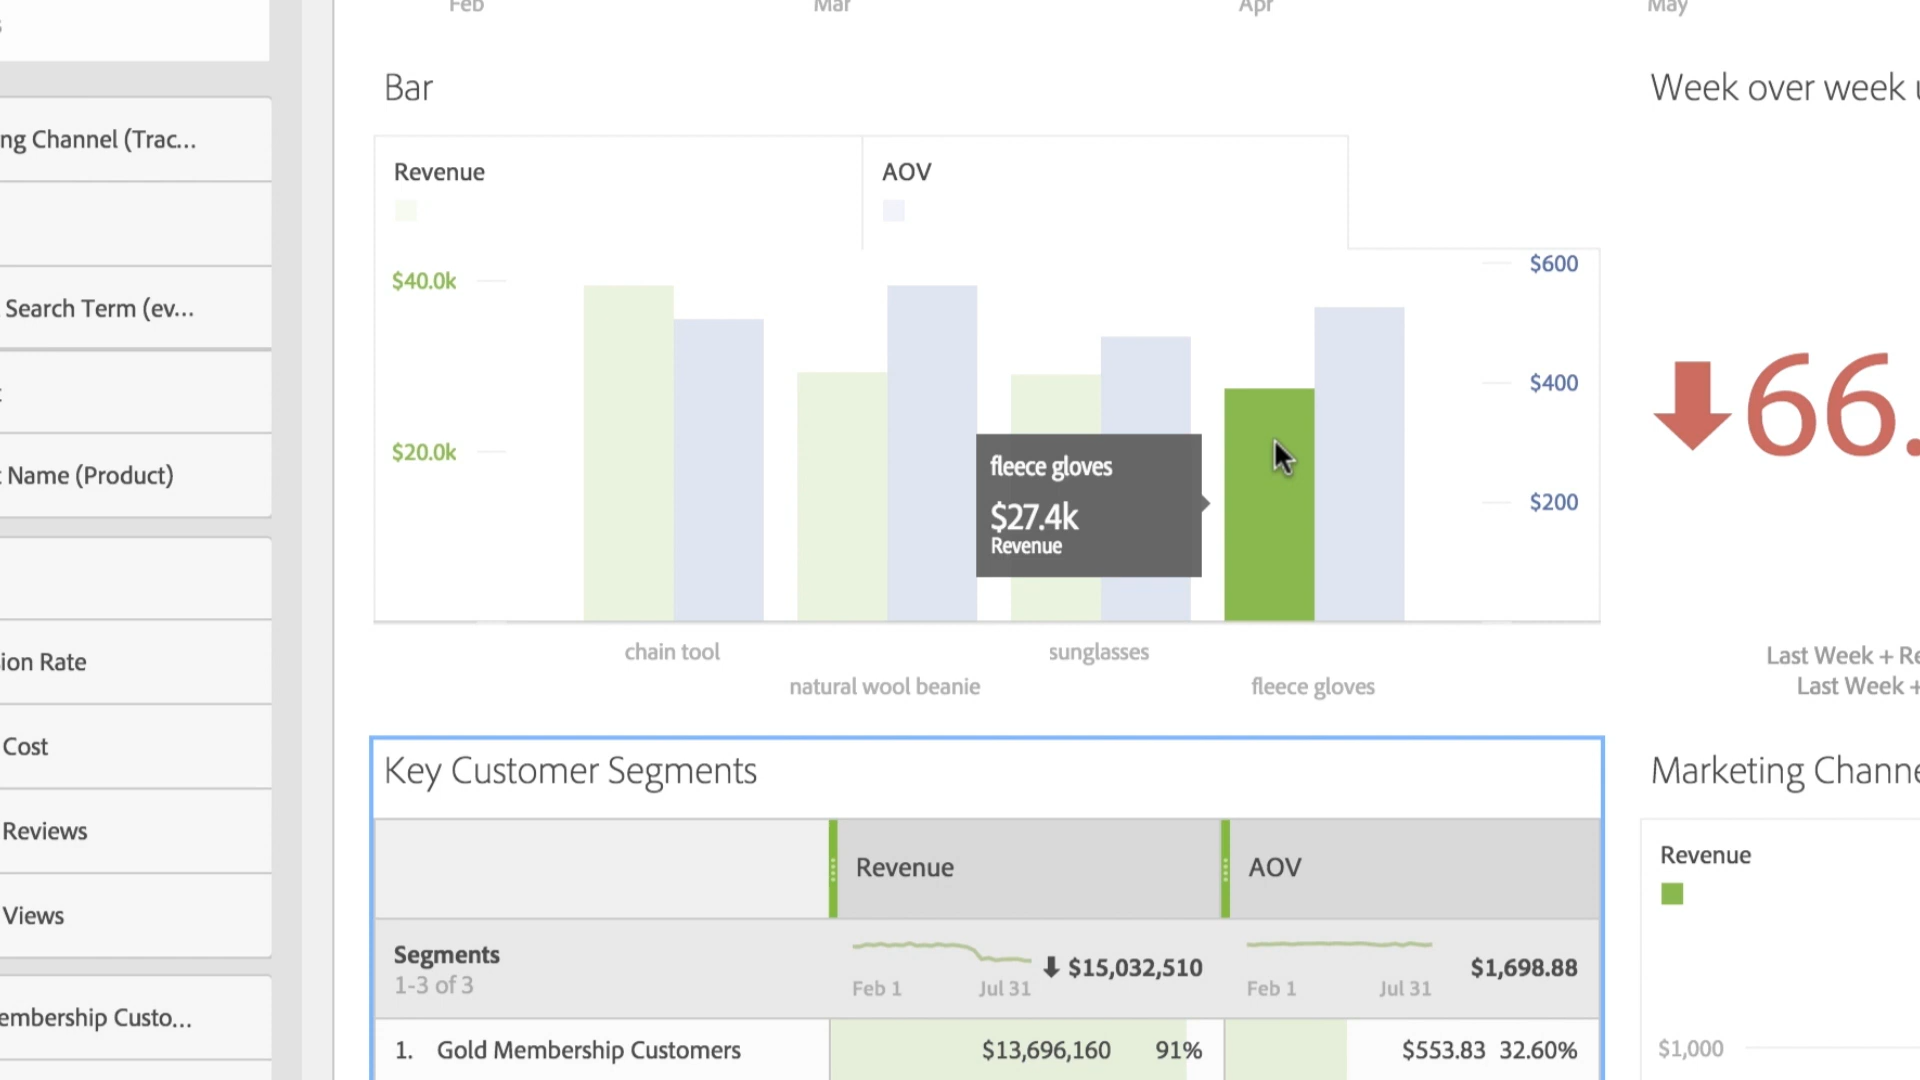 Feb Mar Apr May
Bar
Week over week
ng Channel (Trac...
Revenue
AOV
$40.0k
$600
Search Term (ev...
$400
66.
$20.0k
Name (Product)
fleece gloves
$27.4k
Revenue
$200
chain tool
sunglasses
natural wool beanie
fleece gloves
ion Rate
Last Week + Re
Last Week +
Cost
Key Customer Segments
Marketing Channe
Reviews
Revenue
AOV
Revenue
Views
Segments
1-3 of 3
Feb 1 Jul 31
$15,032,510
Feb 1 Jul 31
$1,698.88
embership Custo...
1. Gold Membership Customers
$13,696,160 91%
$553.83 32.60%
$1,000